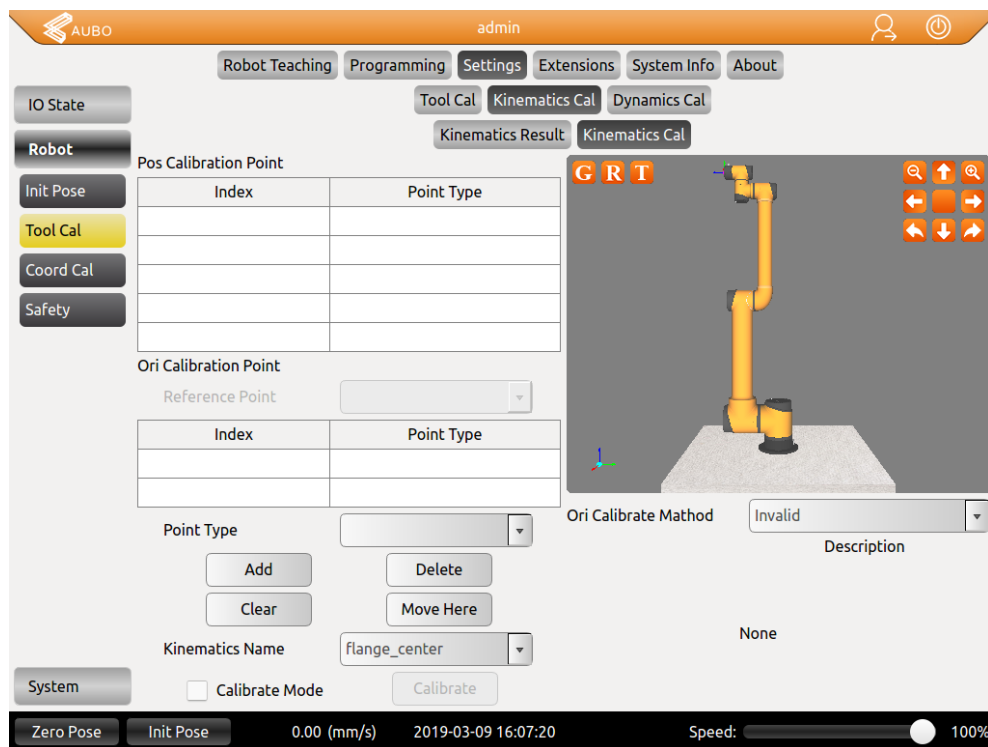 AUBO
admin
Robot Teaching Programming Settings Extensions System Info About
IO State
Tool Cal Kinematics Cal Dynamics Cal
Robot
Kinematics Result Kinematics Cal
Pos Calibration Point
G R T
Init Pose
Index Point Type
Tool Cal
Coord Cal
Safety
Ori Calibration Point
Reference Point
Index Point Type
Ori Calibrate Mathod Invalid
Point Type
Description
Add Delete
Clear Move Here
None
Kinematics Name flange_center
System
Calibrate Mode Calibrate
Zero Pose Init Pose 0.00 (mm/s) 2019-03-09 16:07:20 Speed: 100%